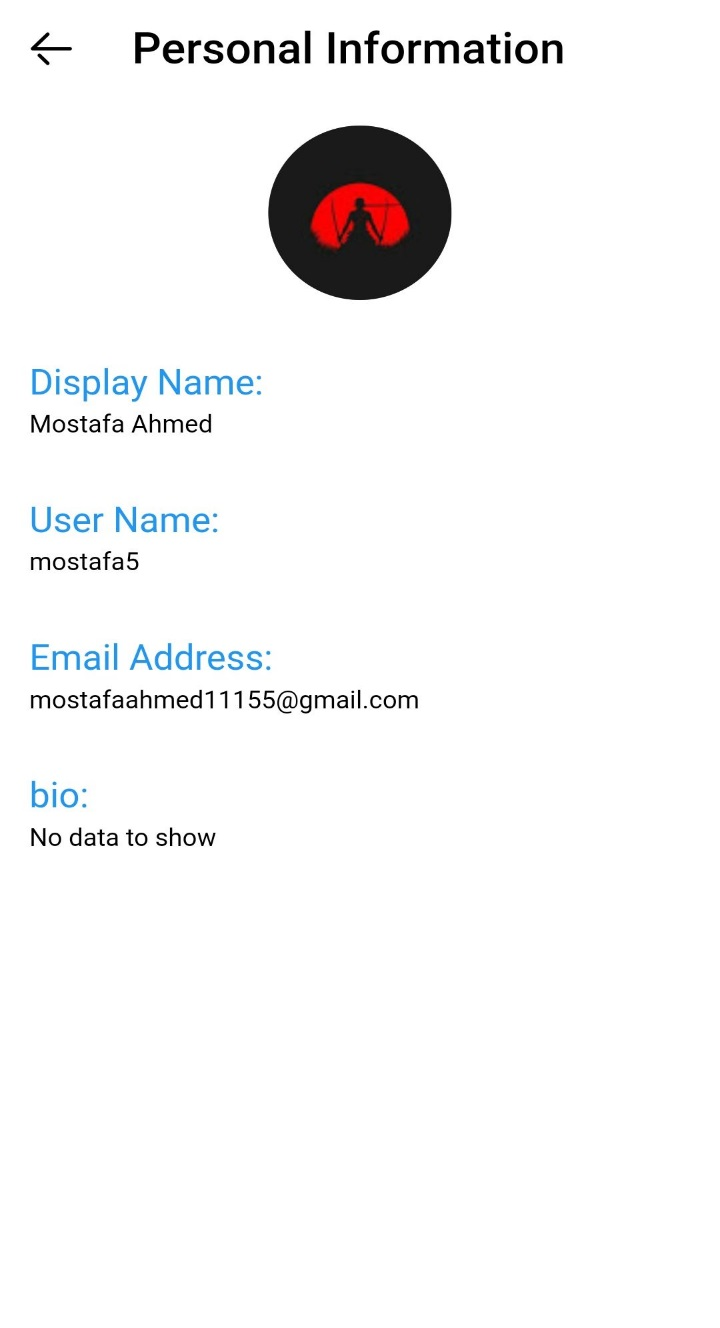 Personal Information
Display Name:
Mostafa Ahmed
User Name:
mostafa5
Email Address:
mostafaahmed11155@gmail.com
bio:
No data to show